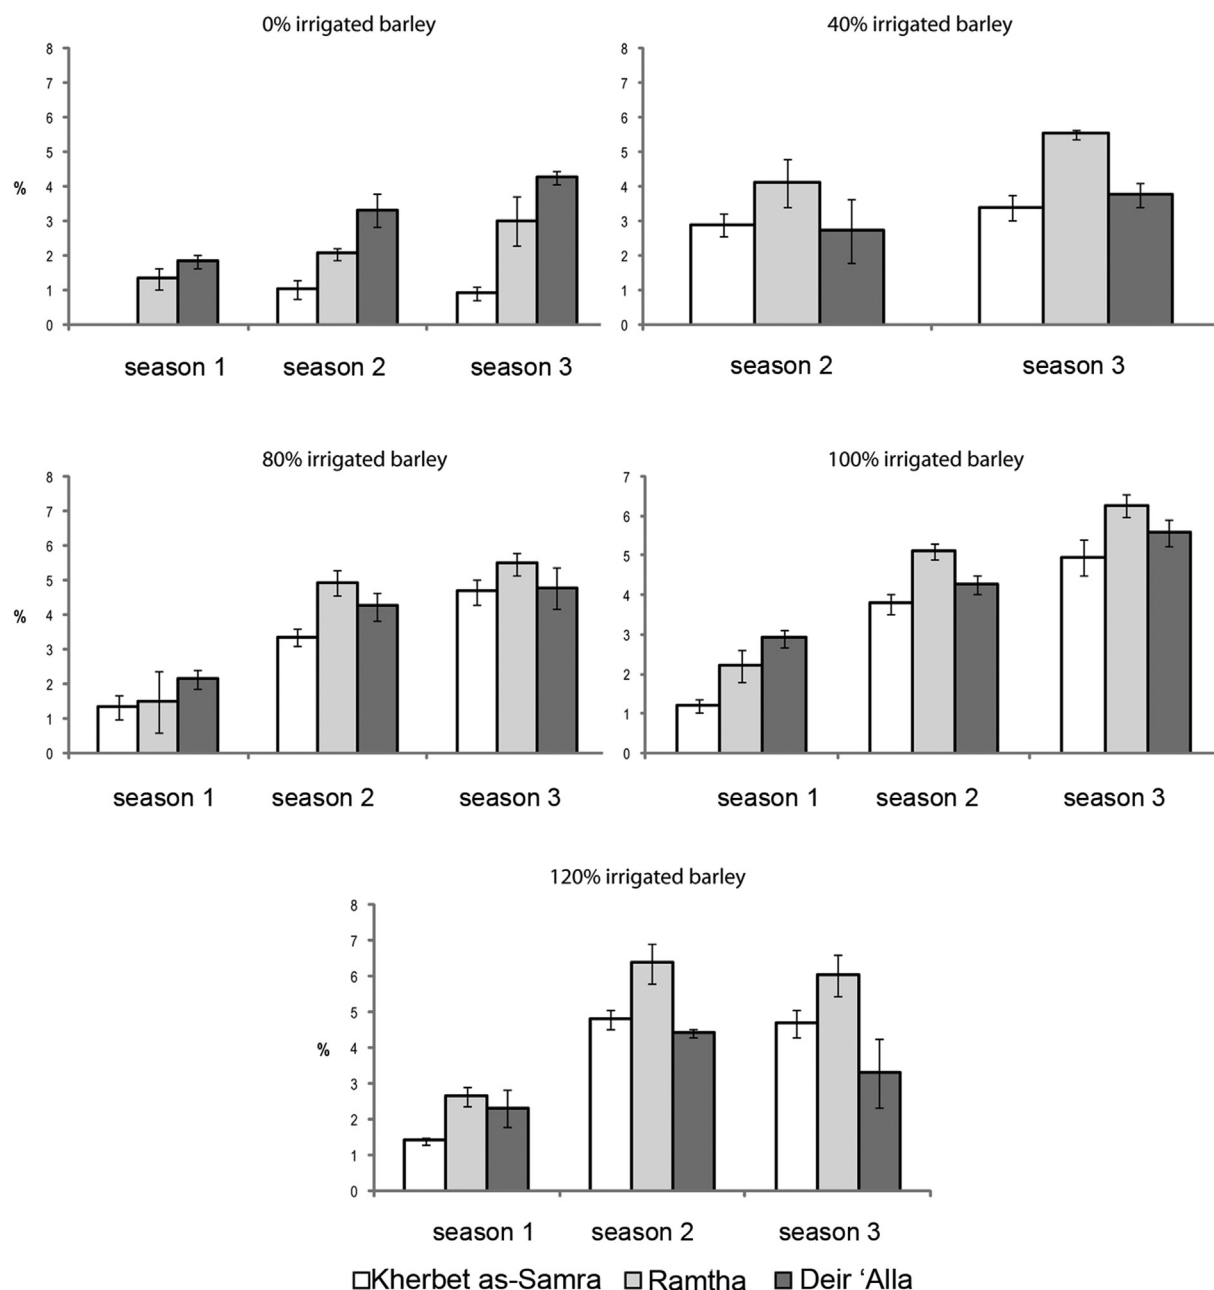 0% irrigated barley
40% irrigated barley
8
7
6
5
4
3
2
1
0
%
season 1
season 2
season 3
8
7
6
5
4
3
2
1
0
season 2
season 3
80% irrigated barley
100% irrigated barley
8
7
6
5
4
3
2
1
0
%
season 1
season 2
season 3
7
6
5
4
3
2
1
0
season 1
season 2
season 3
120% irrigated barley
8
7
6
5
4
3
2
1
0
%
season 1
season 2
season 3
Kherbet as-Samra Ramtha Deir ‘Alla